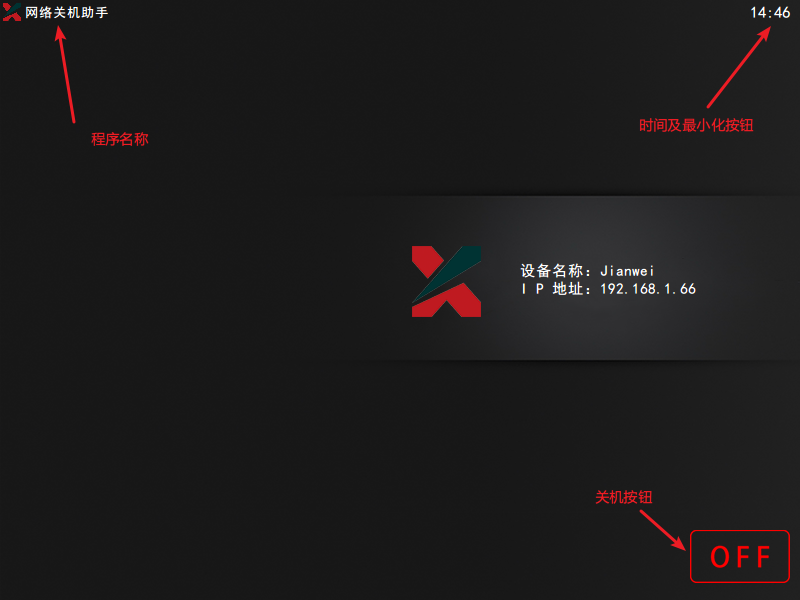 网络关机助手
14:46
程序名称
时间及最小化按钮
设备名称：Jianwei
I P 地址：192.168.1.66
关机按钮
OFF